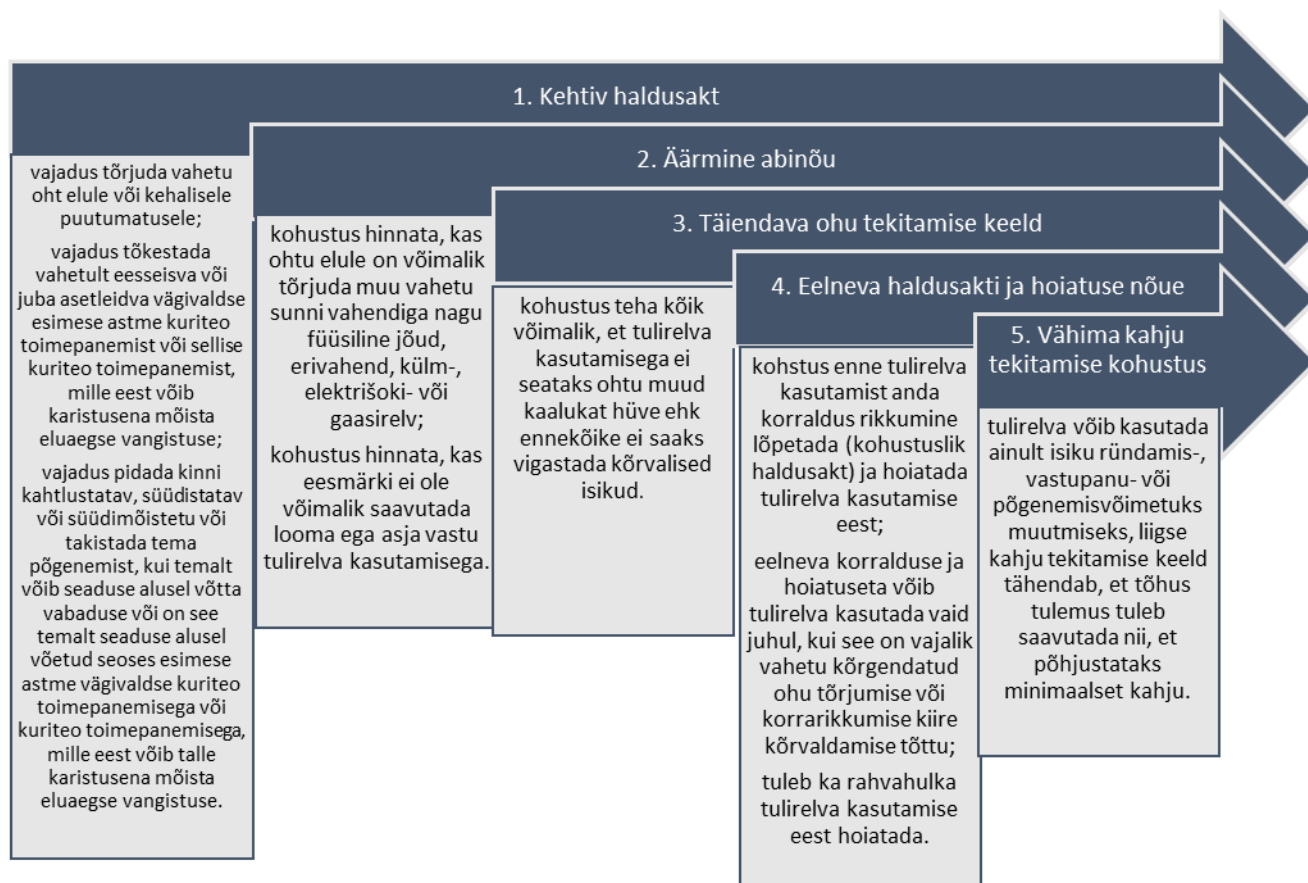 1. Kehtiv haldusakt
vajadus tõrjuda vahetu
oht elule või kehalisele
puutumatusele;
vajadus tõkestada
vahetult eesseisva või
juba asetleidva vägivaldse
esimese astme kuriteo
toimepanemist või sellise
kuriteo toimepanemist,
mille eest võib
karistusena mõista
eluaegse vangistuse;
vajadus pidada kinni
kahtlustatav, süüdistatav
või süüdimõistetu või
takistada tema
põgenemist, kui temalt
võib seaduse alusel võtta
vabaduse või on see
temalt seaduse alusel
võetud seoses esimese
astme vägivaldse kuriteo
toimepanemisega või
kuriteo toimepanemisega,
mille eest võib talle
karistusena mõista
eluaegse vangistuse.
2. Äärmine abinõu
kohustus hinnata, kas
ohtu elule on võimalik
tõrjuda muu vahetu
sunni vahendiga nagu
füüsiline jõud,
erivahend, külm-,
elektrišoki- või
gaasirelv;
kohustus hinnata, kas
eesmärki ei ole
võimalik saavutada
looma ega asja vastu
tulirelva kasutamisega.
3. Täiendava ohu tekitamise keeld
kohustus teha kõik
võimalik, et tulirelva
kasutamisega ei
seataks ohtu muud
kaalukat hüve ehk
ennekõike ei saaks
vigastada kõrvalised
isikud.
4. Eelneva haldusakti ja hoiatuse nõue
kohstus enne tulirelva
kasutamist anda
korraldus rikkumine
lõpetada (kohustuslik
haldusakt) ja hoiatada
tulirelva kasutamise
eest;
eelneva korralduse ja
hoiatuseta võib
tulirelva kasutada vaid
juhul, kui see on vajalik
vahetu kõrgendatud
ohu tõrjumise või
korrarikkumise kiire
kõrvaldamise tõttu;
tuleb ka rahvahulka
tulirelva kasutamise
eest hoiatada.
5. Vähima kahju
tekitamise kohustus
tulirelva võib kasutada
ainult isiku ründamis-,
vastupanu- või
põgenemisvõimetuks
muutmiseks, liigse
kahju tekitamise keeld
tähendab, et tõhus
tulemus tuleb
saavutada nii, et
põhjustataks
minimaalset kahju.